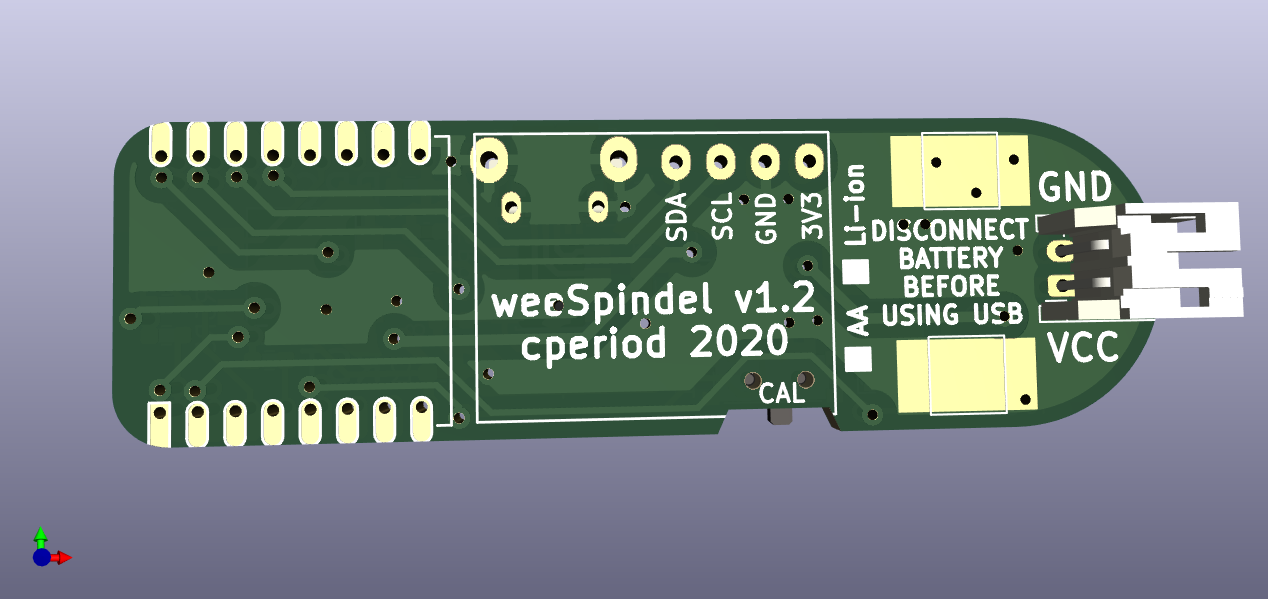 SDA
SCL
GND
3V3
Li-ion
AA
weeSpindel v1.2
cperiod 2020
CAL
DISCONNECT
BATTERY
BEFORE
USING USB
GND
VCC